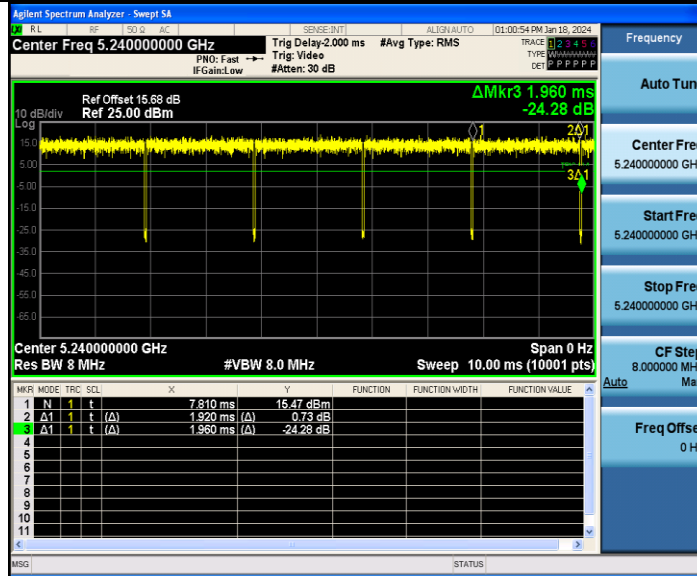 Agilent Spectrum Analyzer - Swept SA
RL RF 50 Ω AC SENSE:INT ALIGN AUTO 01:00:54 PM Jan 18, 2024
Center Freq 5.240000000 GHz
PNO: Fast
IFGain:Low
Trig Delay-2.000 ms
Trig: Video
#Atten: 30 dB
#Avg Type: RMS
TRACE 1 2 3 4 5 6
TYPE W
DET P P P P P P
ΔMkr3 1.960 ms
-24.28 dB
Ref Offset 15.68 dB
10 dB/div Ref 25.00 dBm
Log
15.0
5.00
-5.00
-15.0
-25.0
-35.0
-45.0
-55.0
-65.0
1
2Δ1
3Δ1
Center 5.240000000 GHz Span 0 Hz
Res BW 8 MHz #VBW 8.0 MHz Sweep 10.00 ms (10001 pts)
MKR MODE TRC SCL X Y FUNCTION FUNCTION WIDTH FUNCTION VALUE
1 N 1 t 7.810 ms 15.47 dBm
2 Δ1 1 t (Δ) 1.920 ms (Δ) 0.73 dB
3 Δ1 1 t (Δ) 1.960 ms (Δ) -24.28 dB
4
5
6
7
8
9
10
11
MSG STATUS
Frequency
Auto Tun
Center Fre
5.240000000 GH
Start Fre
5.240000000 GH
Stop Fre
5.240000000 GH
CF Step
8.000000 MH
Auto Ma
Freq Offse
0 H